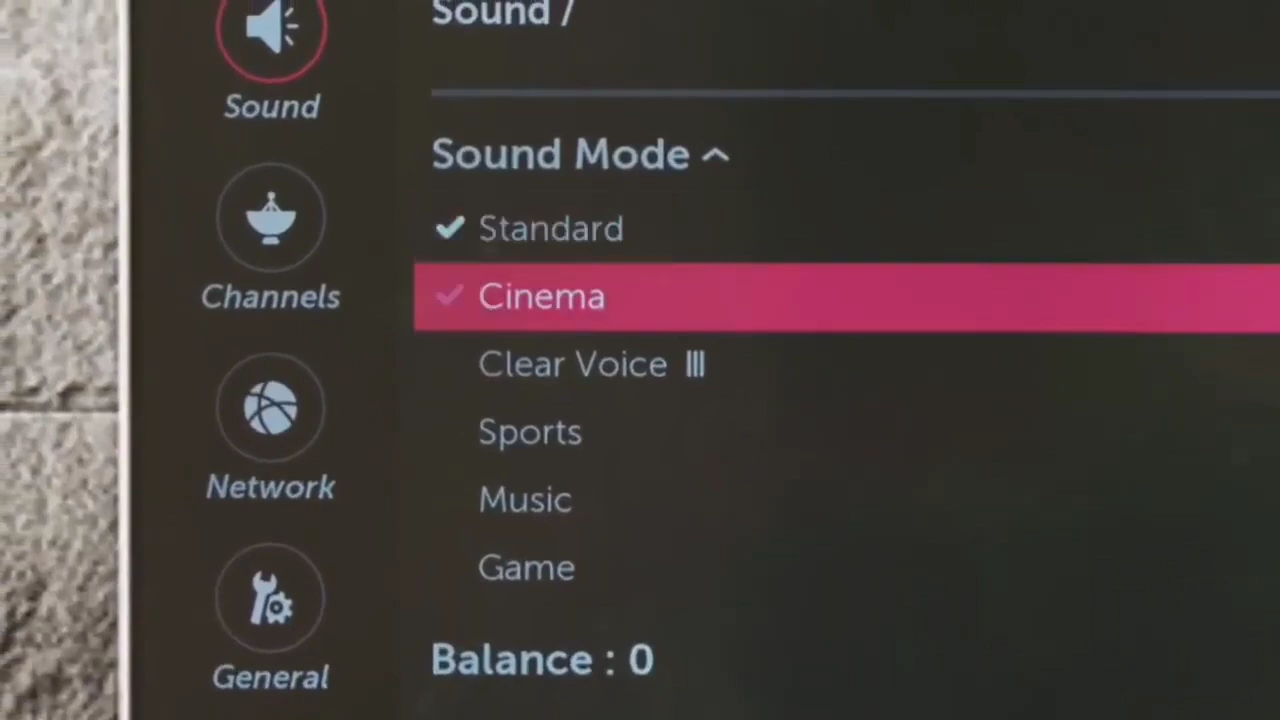 Sound /
Sound
Sound Mode
Standard
Channels
Cinema
Clear Voice III
Sports
Network
Music
Game
General
Balance : 0